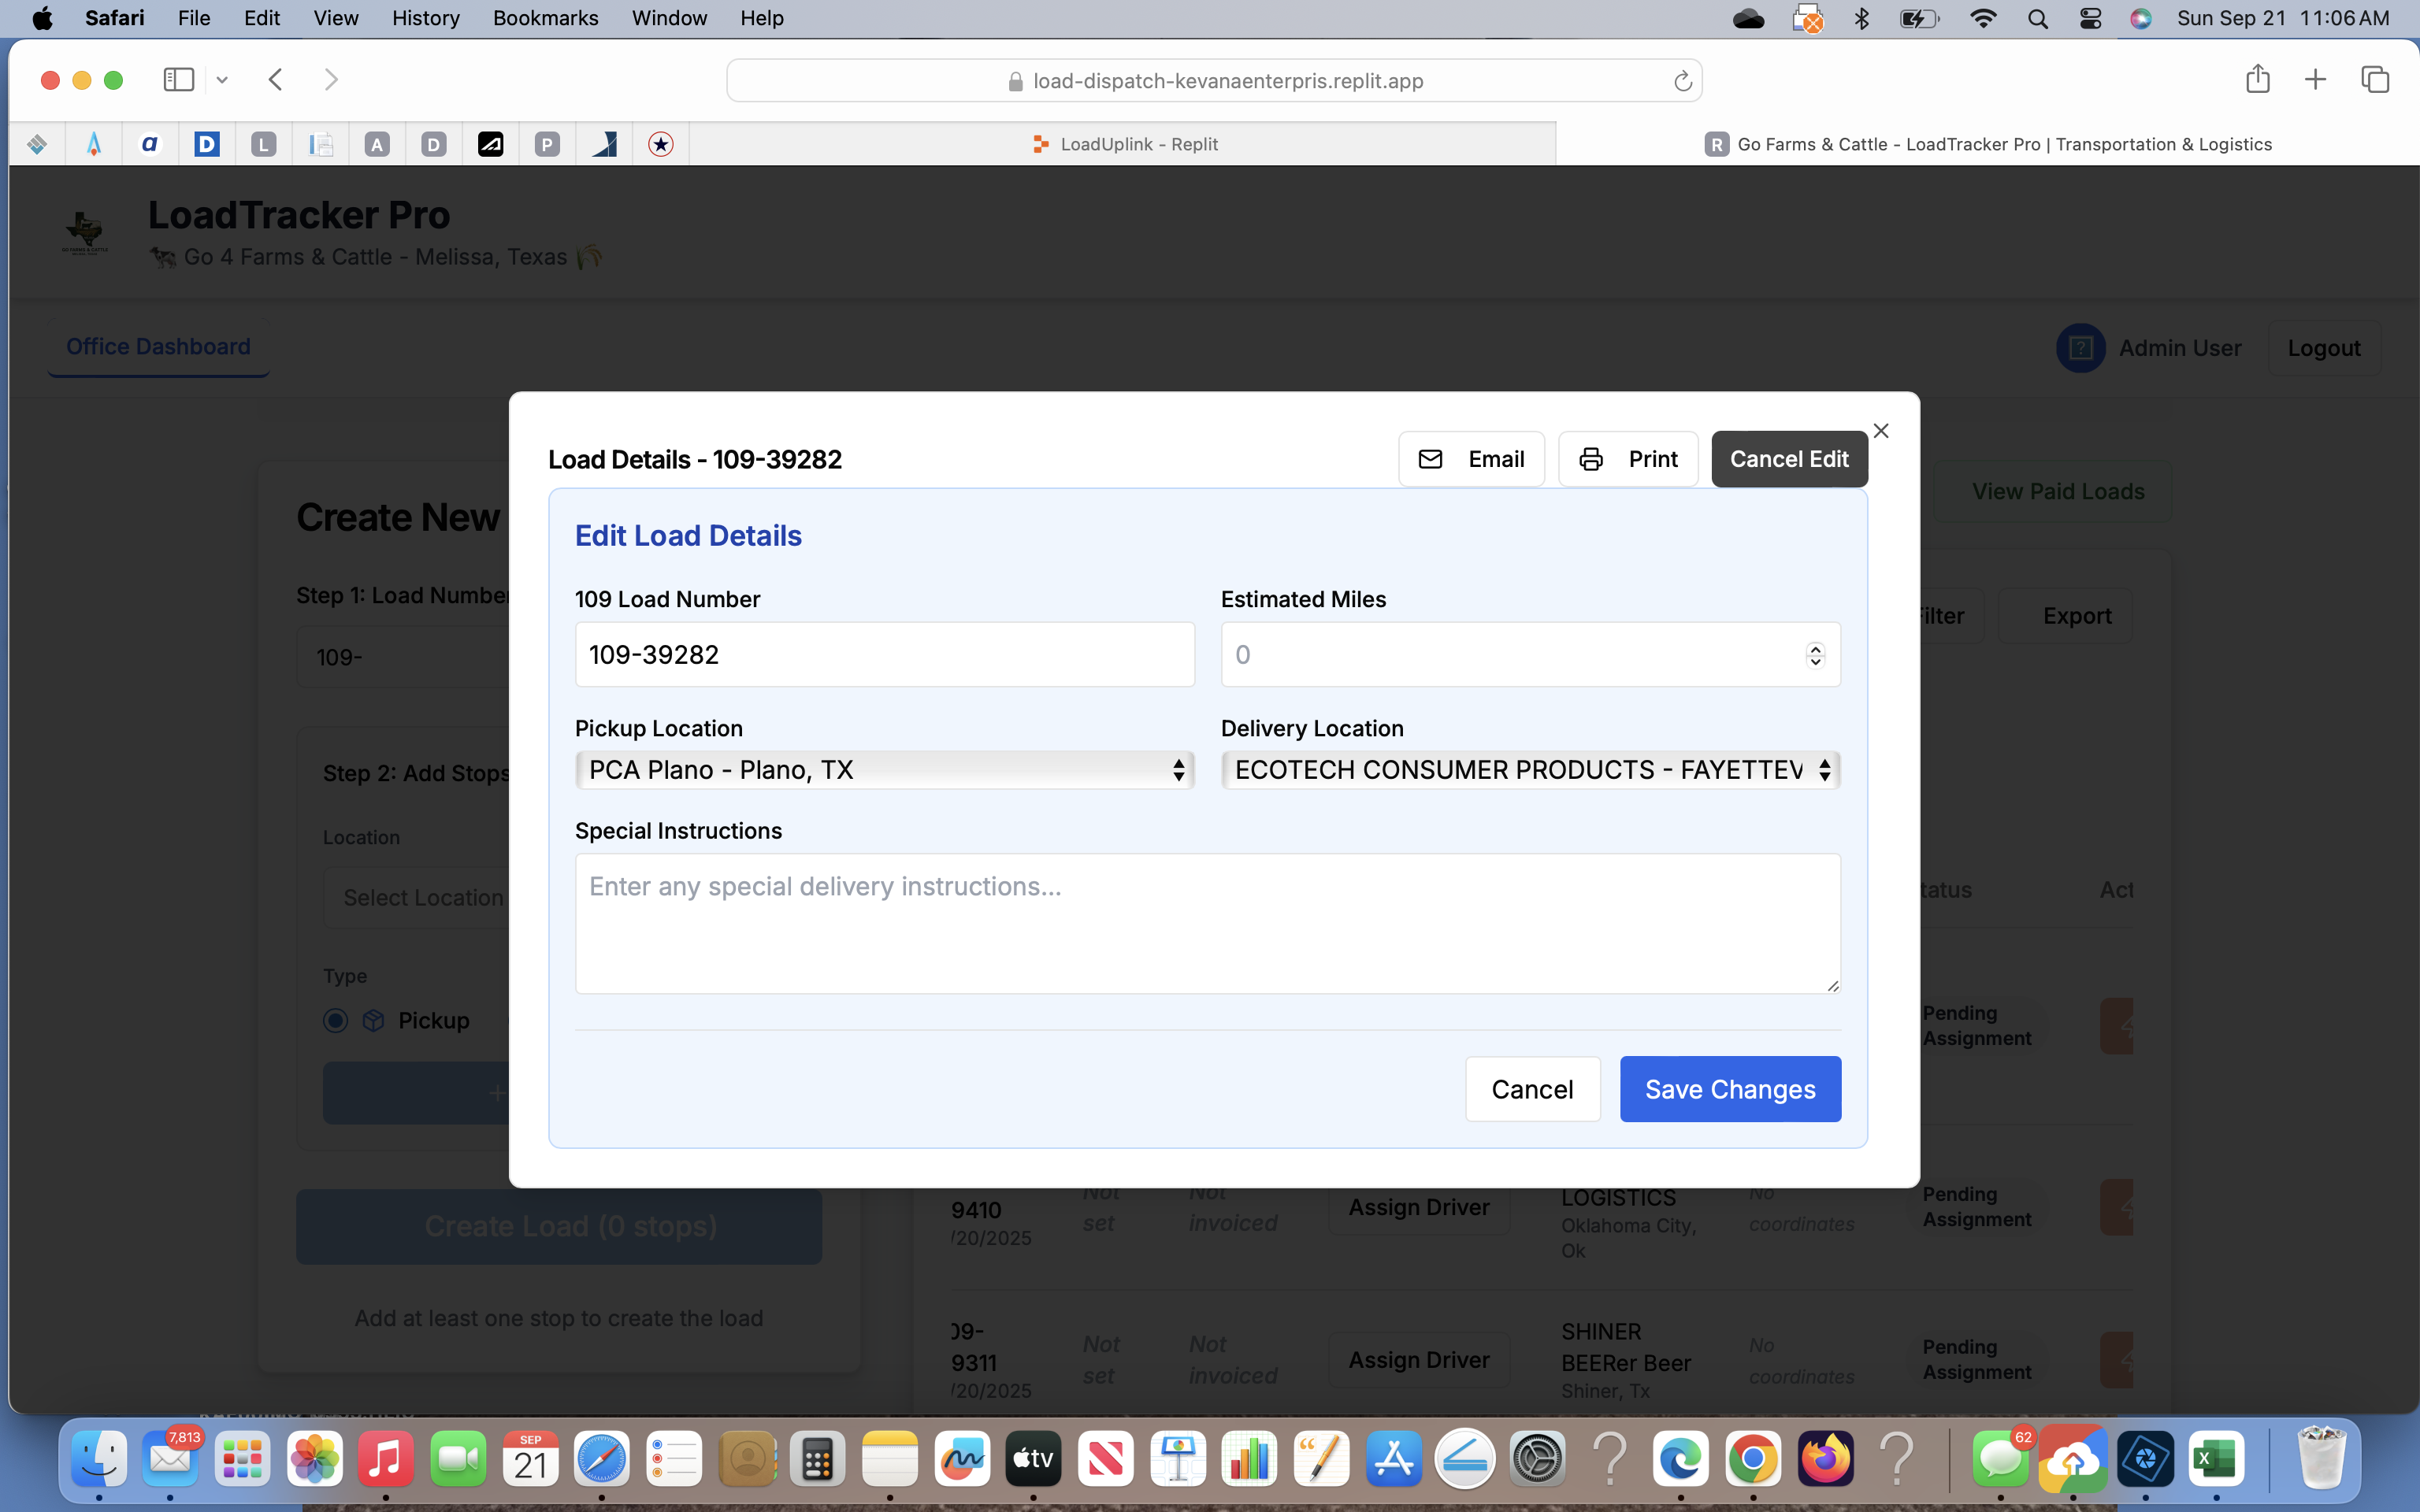 Safari File Edit View History Bookmarks Window Help Sun Sep 21 11:06 AM
load-dispatch-kevanaenterpris.replit.app
a D L A D P LoadUplink - Replit R Go Farms & Cattle - LoadTracker Pro | Transportation & Logistics
LoadTracker Pro
Go 4 Farms & Cattle - Melissa, Texas
Office Dashboard
? Admin User Logout
Load Details - 109-39282
Email Print Cancel Edit
View Paid Loads
Create New
Edit Load Details
Step 1: Load Number
109 Load Number Estimated Miles
Filter Export
109-
109-39282 0
Pickup Location Delivery Location
PCA Plano - Plano, TX ECOTECH CONSUMER PRODUCTS - FAYETTEV
Step 2: Add Stops
Location
Special Instructions
Enter any special delivery instructions...
Select Location
tatus Act
Type
Pickup
Pending
Assignment
+
Cancel Save Changes
Create Load (0 stops)
Add at least one stop to create the load
9410
/20/2025
Not
set
Not
invoiced
Assign Driver
LOGISTICS
Oklahoma City,
Ok
No
coordinates
Pending
Assignment
09-
9311
/20/2025
Not
set
Not
invoiced
Assign Driver
SHINER
BEERer Beer
Shiner, Tx
No
coordinates
Pending
Assignment
7,813
SEP
21
tv
62
X